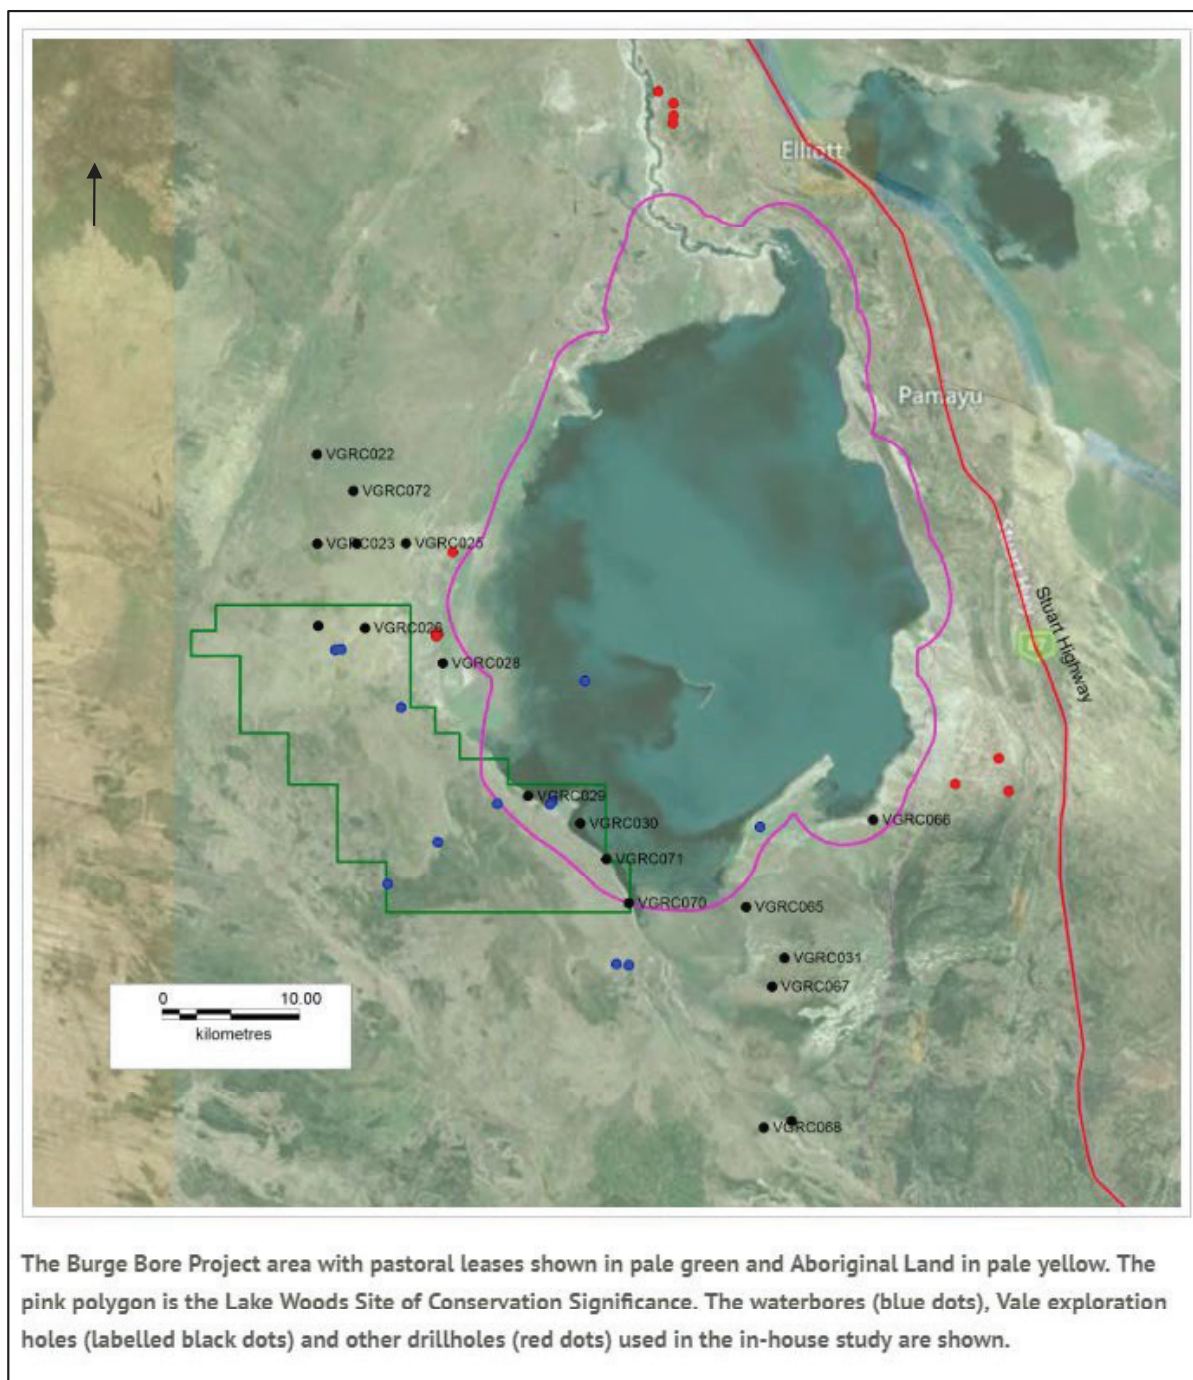 Elliott
Pamayu
VGRC022
VGRC072
VGRC023
VGRC025
VGRC026
VGRC028
Stuart Highway
VGRC029
VGRC030
VGRC066
VGRC071
VGRC070
VGRC065
VGRC031
VGRC067
0 10.00
kilometres
VGRC068
The Burge Bore Project area with pastoral leases shown in pale green and Aboriginal Land in pale yellow. The
pink polygon is the Lake Woods Site of Conservation Significance. The waterbores (blue dots), Vale exploration
holes (labelled black dots) and other drillholes (red dots) used in the in-house study are shown.